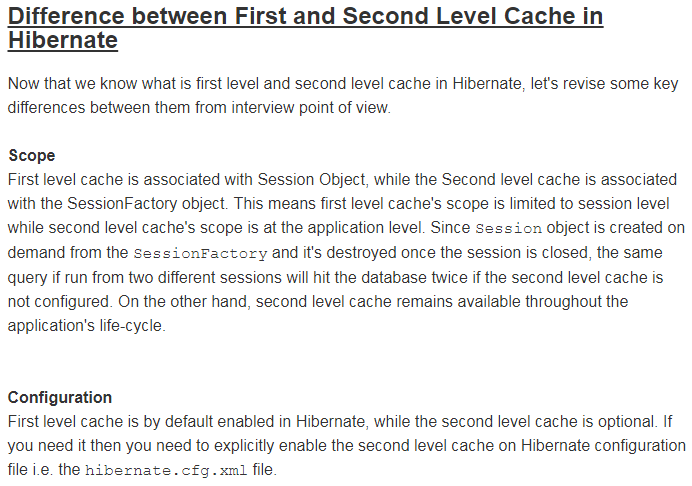 Difference between First and Second Level Cache in
Hibernate
Now that we know what is first level and second level cache in Hibernate, let's revise some key
differences between them from interview point of view.
Scope
First level cache is associated with Session Object, while the Second level cache is associated
with the SessionFactory object. This means first level cache's scope is limited to session level
while second level cache's scope is at the application level. Since Session object is created on
demand from the SessionFactory and it's destroyed once the session is closed, the same
query if run from two different sessions will hit the database twice if the second level cache is
not configured. On the other hand, second level cache remains available throughout the
application's life-cycle.
Configuration
First level cache is by default enabled in Hibernate, while the second level cache is optional. If
you need it then you need to explicitly enable the second level cache on Hibernate configuration
file i.e. the hibernate.cfg.xml file.